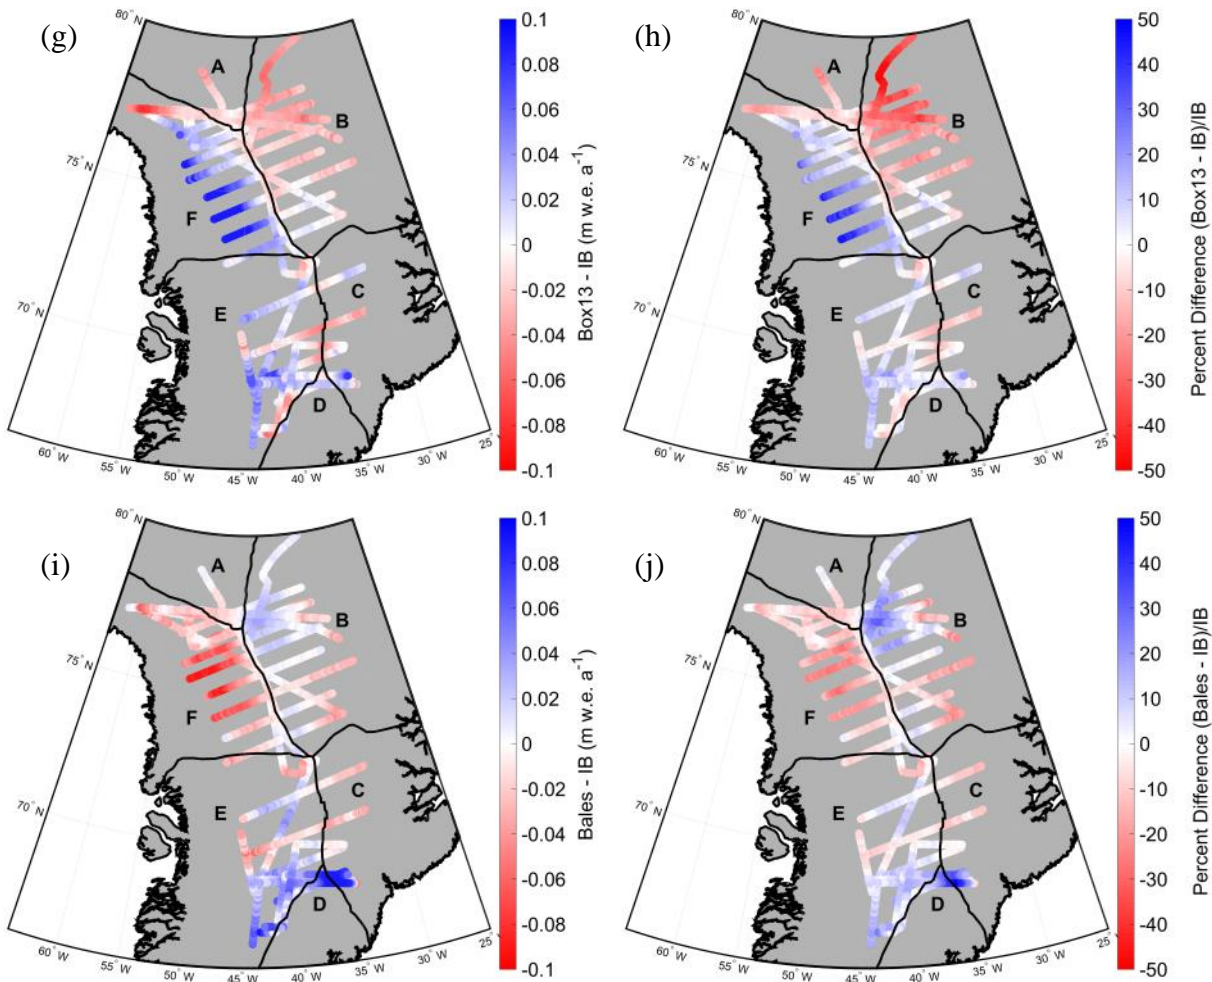 (g)
80° N
75° N
70° N
60° W
55° W
50° W
45° W
40° W
35° W
30° W
25°
A
B
C
D
E
F
0.1
0.08
0.06
0.04
0.02
0
-0.02
-0.04
-0.06
-0.08
-0.1
Box13 - IB (m w.e. a-1)
(h)
80° N
75° N
70° N
60° W
55° W
50° W
45° W
40° W
35° W
30° W
25°
A
B
C
D
E
F
50
40
30
20
10
0
-10
-20
-30
-40
-50
Percent Difference (Box13 - IB)/IB
(i)
80° N
75° N
70° N
60° W
55° W
50° W
45° W
40° W
35° W
30° W
25°
A
B
C
D
E
F
0.1
0.08
0.06
0.04
0.02
0
-0.02
-0.04
-0.06
-0.08
-0.1
Bales - IB (m w.e. a-1)
(j)
80° N
75° N
70° N
60° W
55° W
50° W
45° W
40° W
35° W
30° W
25°
A
B
C
D
E
F
50
40
30
20
10
0
-10
-20
-30
-40
-50
Percent Difference (Bales - IB)/IB